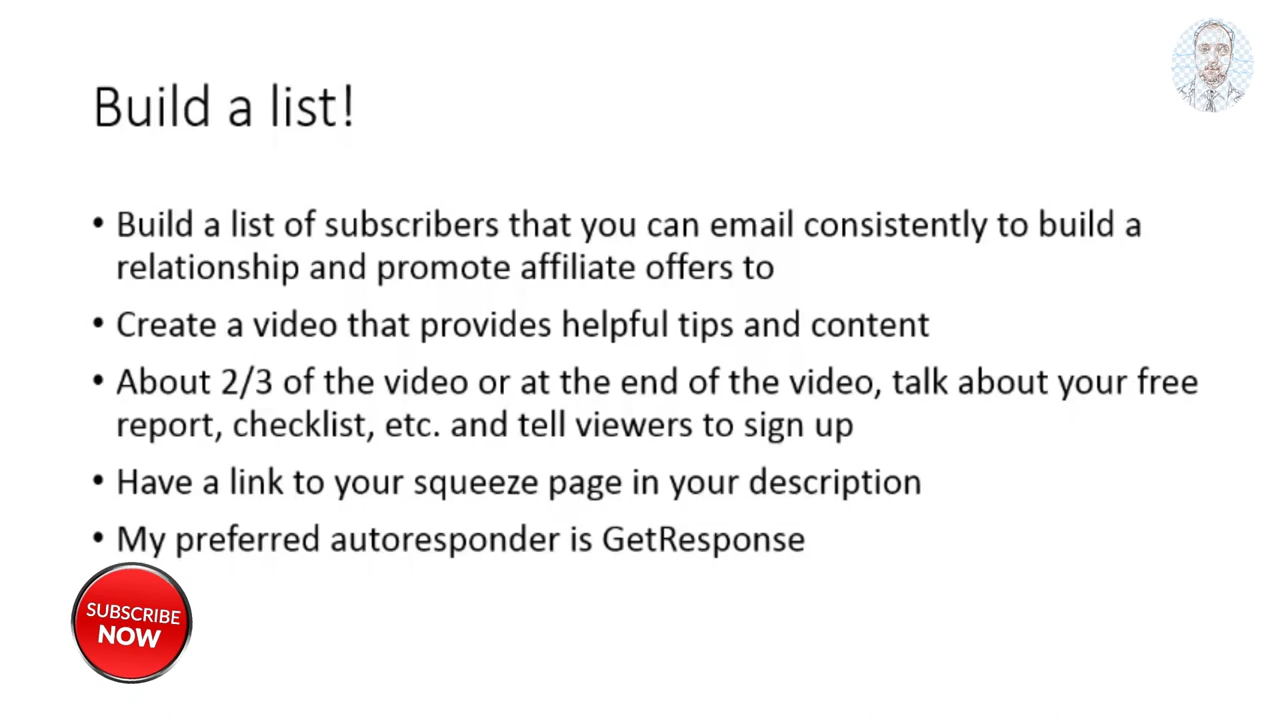 Build a list!
• Build a list of subscribers that you can email consistently to build a
relationship and promote affiliate offers to
• Create a video that provides helpful tips and content
• About 2/3 of the video or at the end of the video, talk about your free
report, checklist, etc. and tell viewers to sign up
• Have a link to your squeeze page in your description
• My preferred autoresponder is GetResponse
SUBSCRIBE
NOW